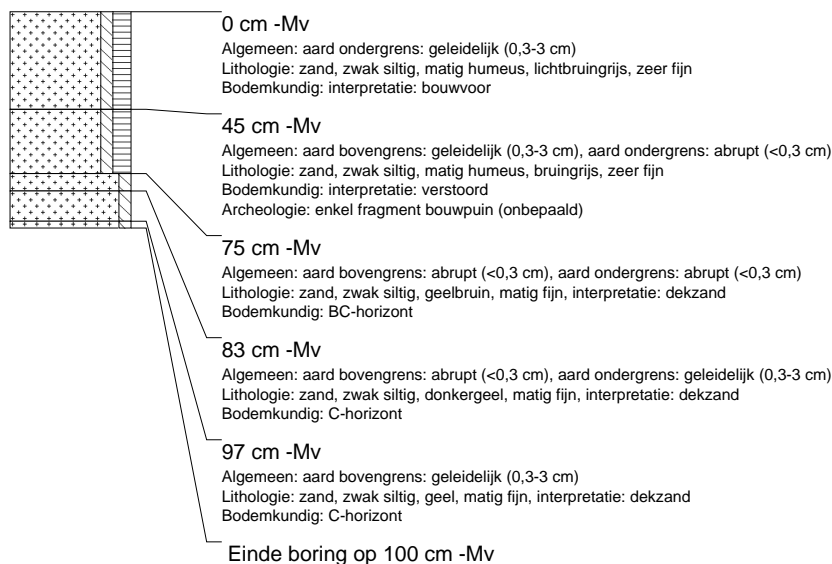 0 cm -Mv
Algemeen: aard ondergrens: geleidelijk (0,3-3 cm)
Lithologie: zand, zwak siltig, matig humeus, lichtbruingrijs, zeer fijn
Bodemkundig: interpretatie: bouwvoor
45 cm -Mv
Algemeen: aard bovengrens: geleidelijk (0,3-3 cm), aard ondergrens: abrupt (<0,3 cm)
Lithologie: zand, zwak siltig, matig humeus, bruingrijs, zeer fijn
Bodemkundig: interpretatie: verstoord
Archeologie: enkel fragment bouwpuin (onbepaald)
75 cm -Mv
Algemeen: aard bovengrens: abrupt (<0,3 cm), aard ondergrens: abrupt (<0,3 cm)
Lithologie: zand, zwak siltig, geelbruin, matig fijn, interpretatie: dekzand
Bodemkundig: BC-horizont
83 cm -Mv
Algemeen: aard bovengrens: abrupt (<0,3 cm), aard ondergrens: geleidelijk (0,3-3 cm)
Lithologie: zand, zwak siltig, donkergeel, matig fijn, interpretatie: dekzand
Bodemkundig: C-horizont
97 cm -Mv
Algemeen: aard bovengrens: geleidelijk (0,3-3 cm)
Lithologie: zand, zwak siltig, geel, matig fijn, interpretatie: dekzand
Bodemkundig: C-horizont
Einde boring op 100 cm -Mv